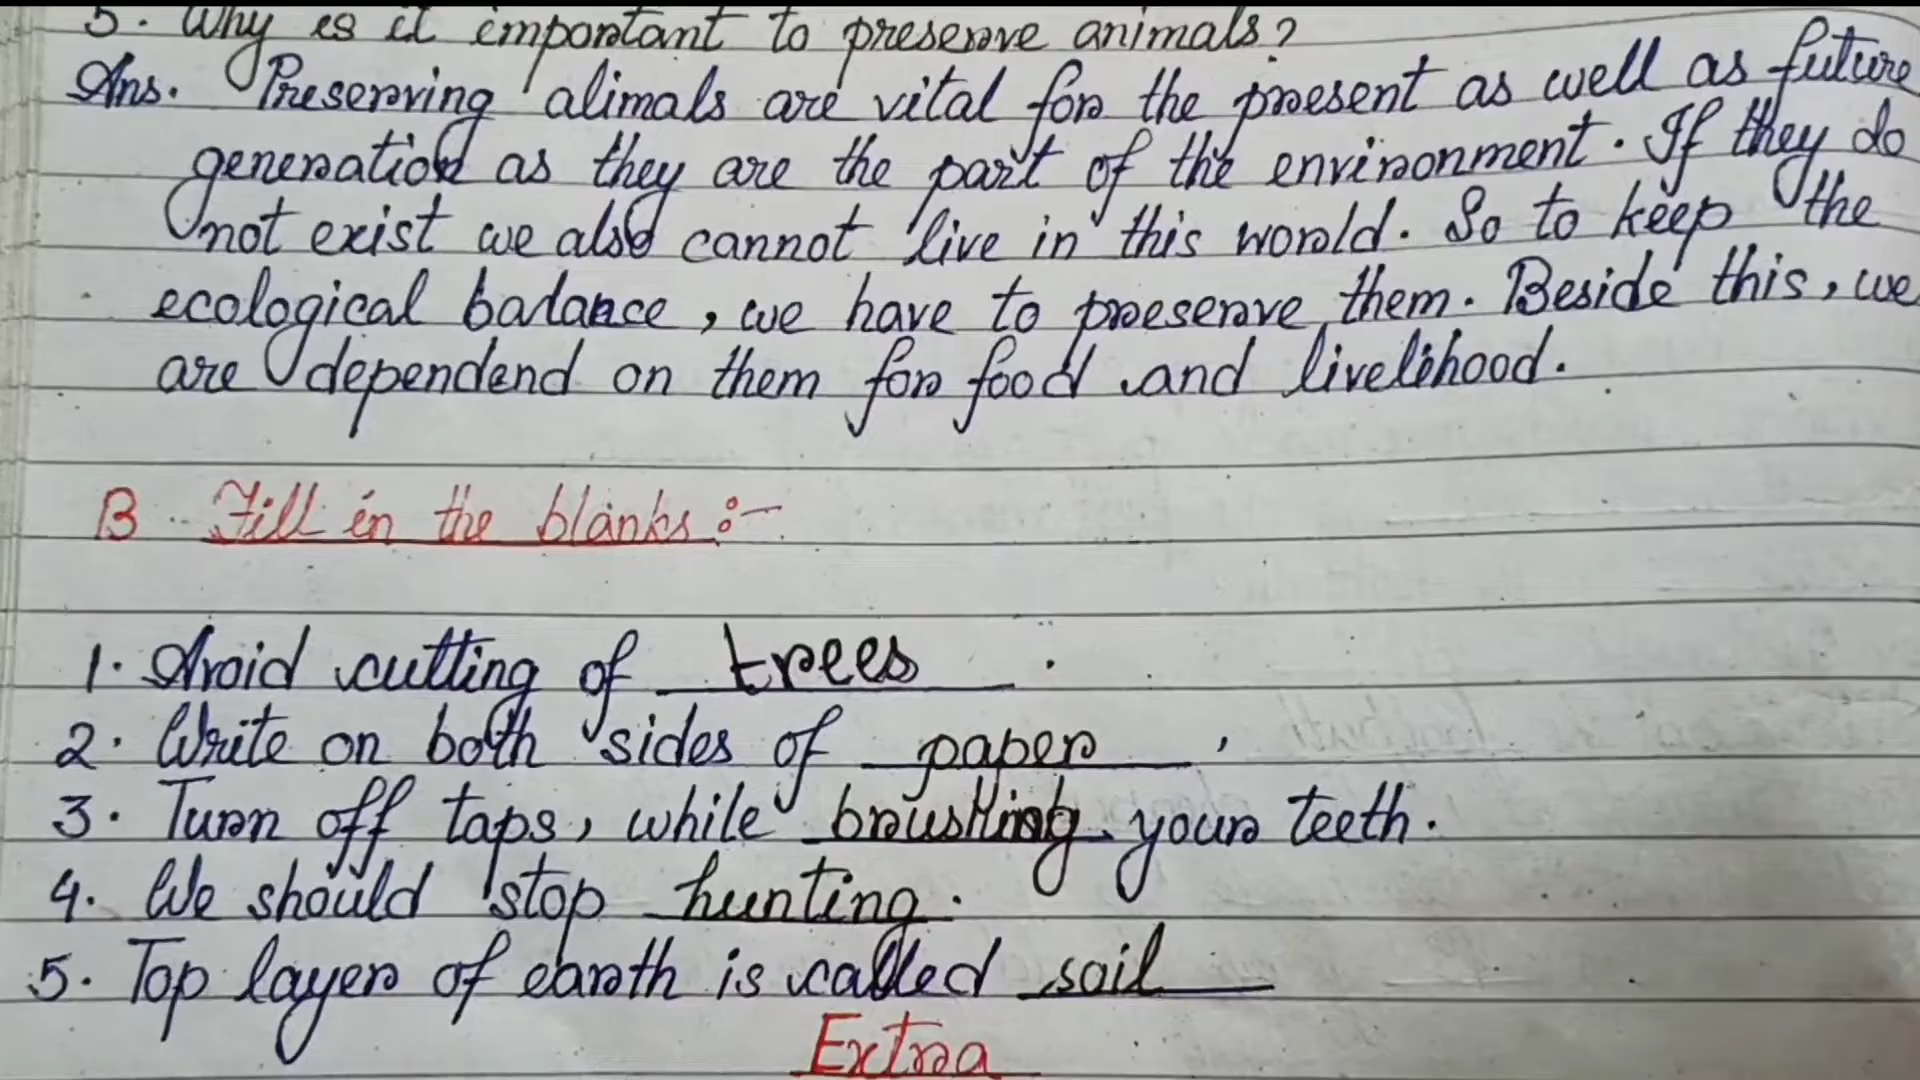 5. Why is it important to preserve animals?
Ans. Preserving alimals are vital for the present as well as future
generation as they are the part of the environment. If they do
not exist we also cannot live in this world. So to keep the
ecological balance, we have to preserve them. Beside this, we
are dependend on them for food and livelihood.
B. Fill in the blanks :-
1. Avoid cutting of trees.
2. Write on both sides of paper.
3. Turn off taps, while brushing your teeth.
4. We should stop hunting.
5. Top layer of earth is called soil
Extra